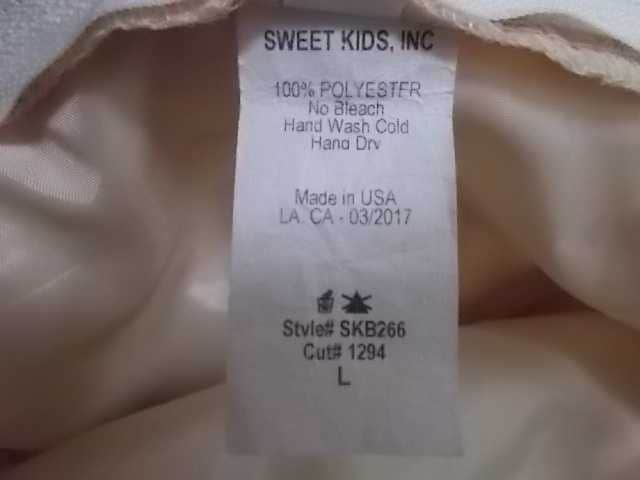 SWEET KIDS, INC
100% POLYESTER
No Bleach
Hand Wash Cold
Hang Dry
Made in USA
LA. CA - 03/2017
Style# SKB266
Cut# 1294
L